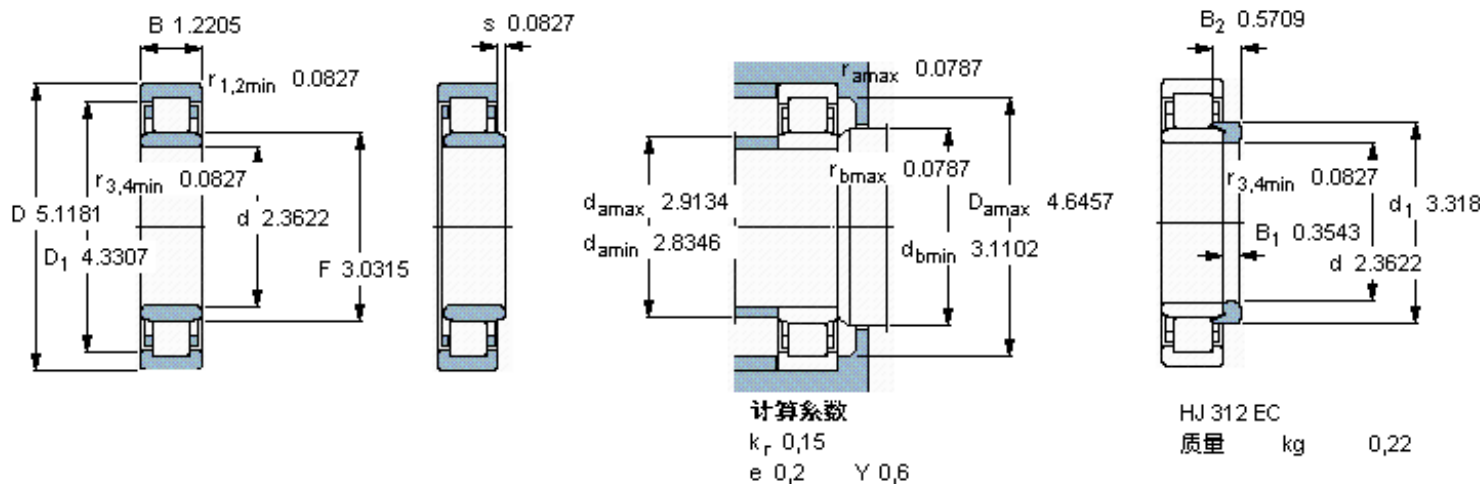 B 1.2205
s 0.0827
r1,2min 0.0827
r3,4min 0.0827
D 5.1181
d 2.3622
D1 4.3307
F 3.0315
ramax 0.0787
rbmax 0.0787
damax 2.9134
Damax 4.6457
damin 2.8346
dbmin 3.1102
计算系数
kr 0,15
e 0,2 Y 0,6
B2 0.5709
r3,4min 0.0827
d1 3.318
B1 0.3543
d 2.3622
HJ 312 EC
质量 kg 0,22